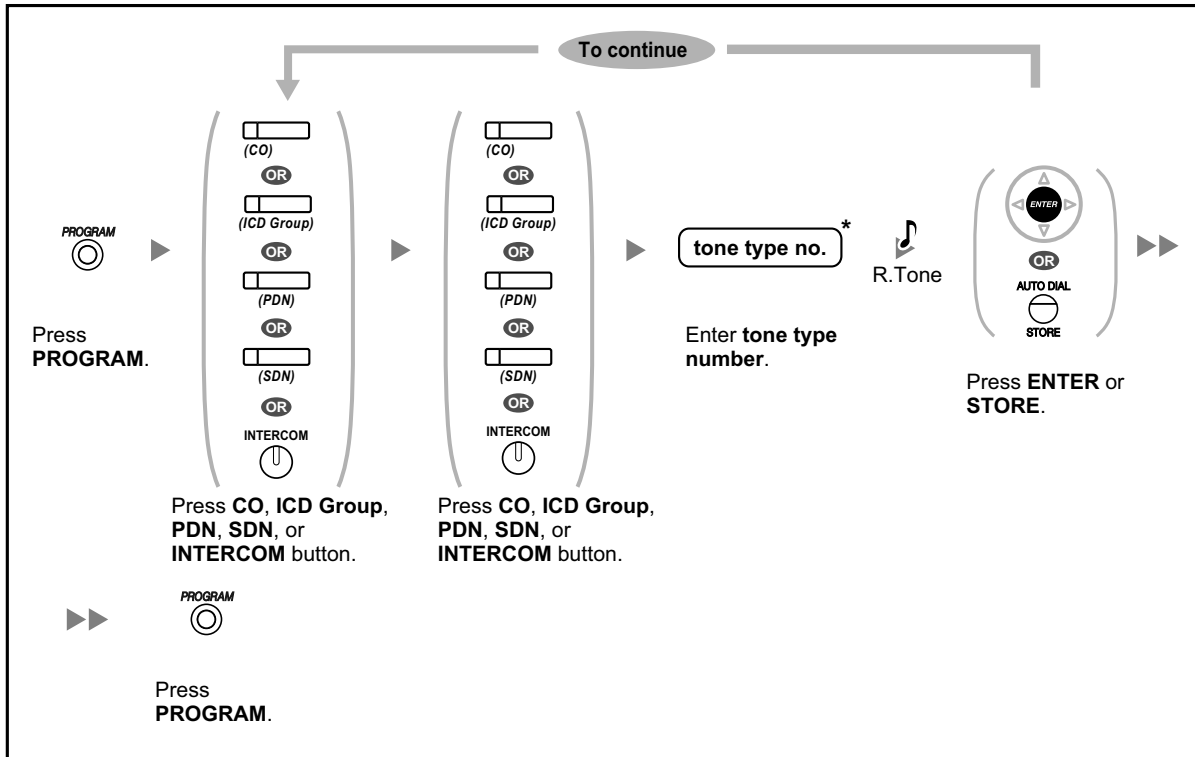 To continue
PROGRAM
Press
PROGRAM.
(CO)
OR
(ICD Group)
OR
(PDN)
OR
(SDN)
OR
INTERCOM
Press CO, ICD Group,
PDN, SDN, or
INTERCOM button.
(CO)
OR
(ICD Group)
OR
(PDN)
OR
(SDN)
OR
INTERCOM
Press CO, ICD Group,
PDN, SDN, or
INTERCOM button.
tone type no.*
Enter tone type
number.
R.Tone
ENTER
OR
AUTO DIAL
STORE
Press ENTER or
STORE.
PROGRAM
Press
PROGRAM.